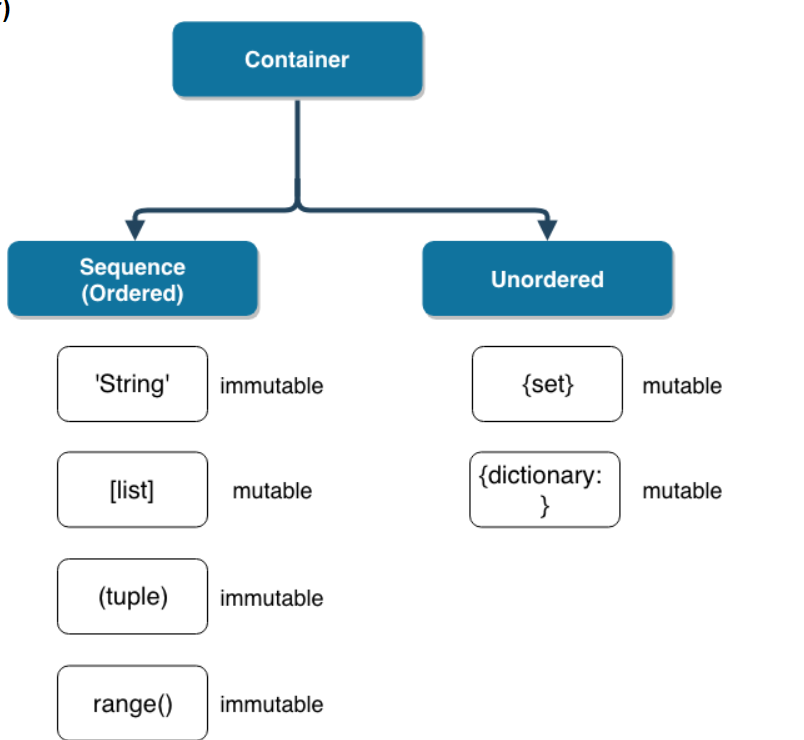 )
Container
Sequence
(Ordered)
Unordered
'String'
immutable
{set}
mutable
[list]
mutable
{dictionary:
}
mutable
(tuple)
immutable
range()
immutable